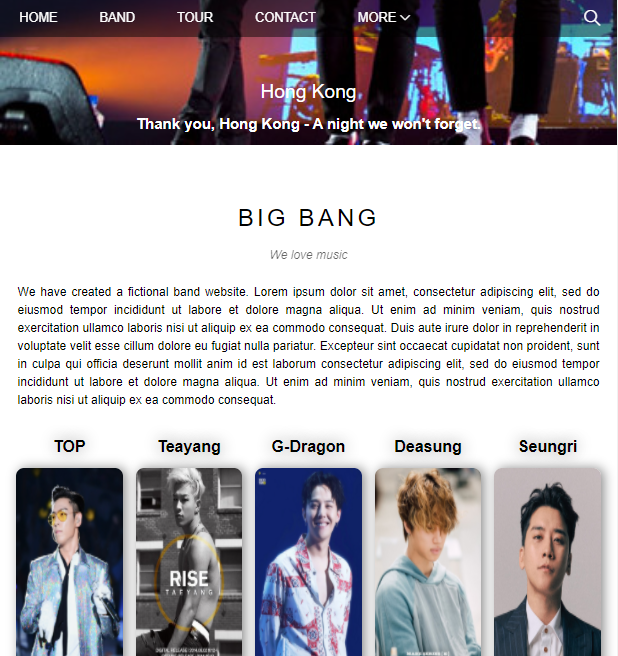 HOME BAND TOUR CONTACT MORE
Hong Kong
Thank you, Hong Kong - A night we won't forget.
BIG BANG
We love music
We have created a fictional band website. Lorem ipsum dolor sit amet, consectetur adipiscing elit, sed do
eiusmod tempor incididunt ut labore et dolore magna aliqua. Ut enim ad minim veniam, quis nostrud
exercitation ullamco laboris nisi ut aliquip ex ea commodo consequat. Duis aute irure dolor in reprehenderit in
voluptate velit esse cillum dolore eu fugiat nulla pariatur. Excepteur sint occaecat cupidatat non proident, sunt
in culpa qui officia deserunt mollit anim id est laborum consectetur adipiscing elit, sed do eiusmod tempor
incididunt ut labore et dolore magna aliqua. Ut enim ad minim veniam, quis nostrud exercitation ullamco
laboris nisi ut aliquip ex ea commodo consequat.
TOP Teayang G-Dragon Deasung Seungri
RISE
TAEYANG